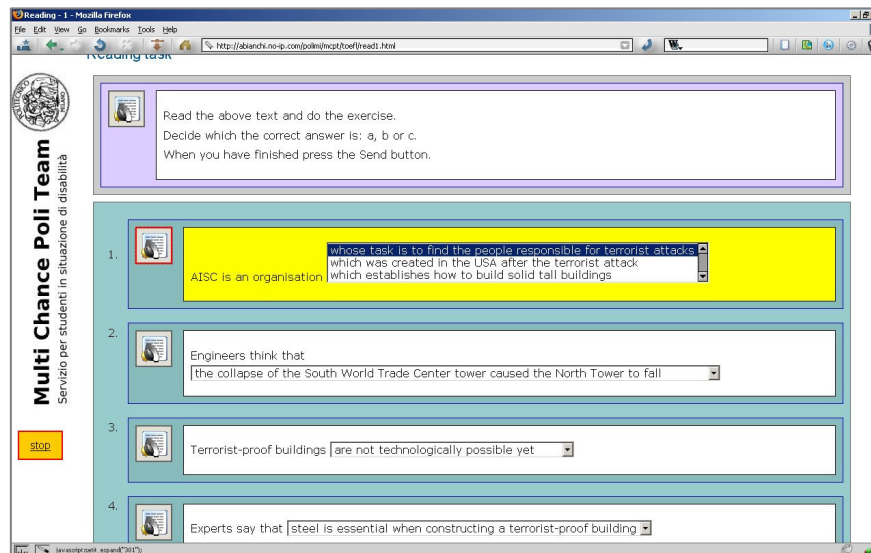 Reading - 1 - Mozilla Firefox
File Edit View Go Bookmarks Tools Help
http://abianchi.no-ip.com/polimi/mcpt/toefl/read1.html
W.
Reading task
POLITECNICO
MILANO
Multi Chance Poli Team
Servizio per studenti in situazione di disabilità
stop
Read the above text and do the exercise.
Decide which the correct answer is: a, b or c.
When you have finished press the Send button.
1.
whose task is to find the people responsible for terrorist attacks
which was created in the USA after the terrorist attack
AISC is an organisation which establishes how to build solid tall buildings
2.
Engineers think that
the collapse of the South World Trade Center tower caused the North Tower to fall
3.
Terrorist-proof buildings are not technologically possible yet
4.
Experts say that steel is essential when constructing a terrorist-proof building
javascript:setit_expand("301");